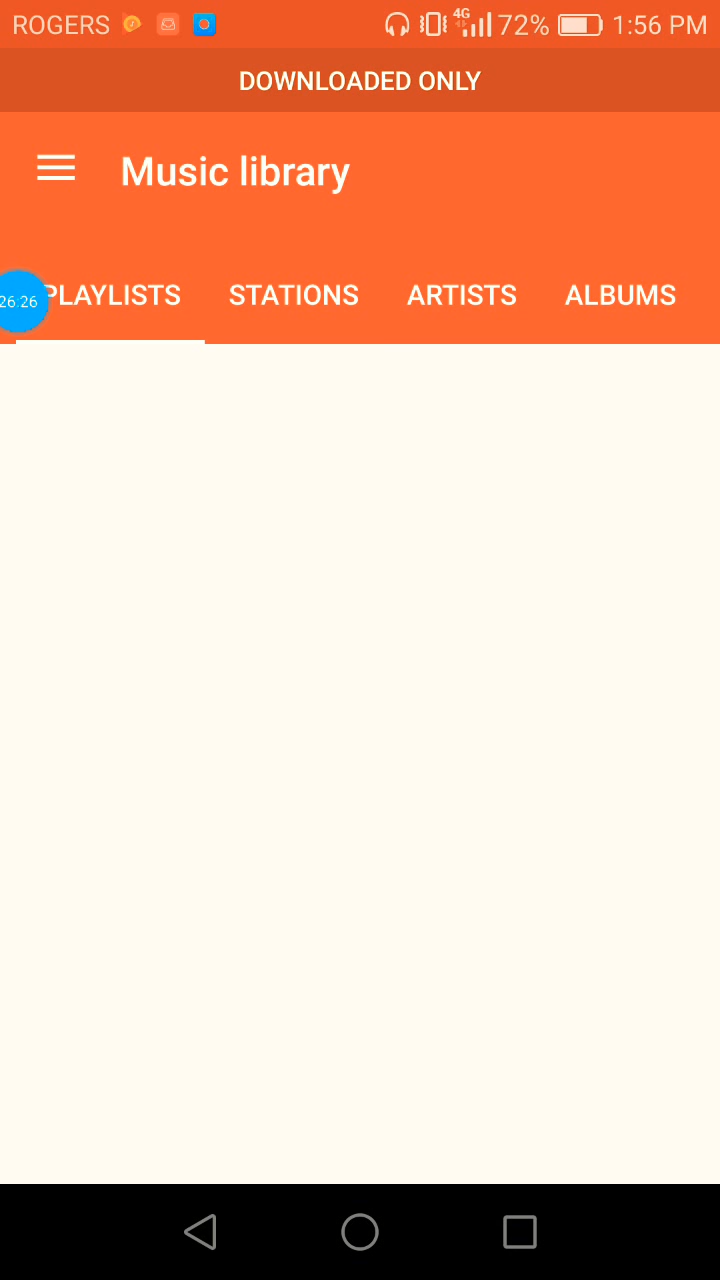 ROGERS 4G 72% 1:56 PM
DOWNLOADED ONLY
Music library
26:26 PLAYLISTS STATIONS ARTISTS ALBUMS